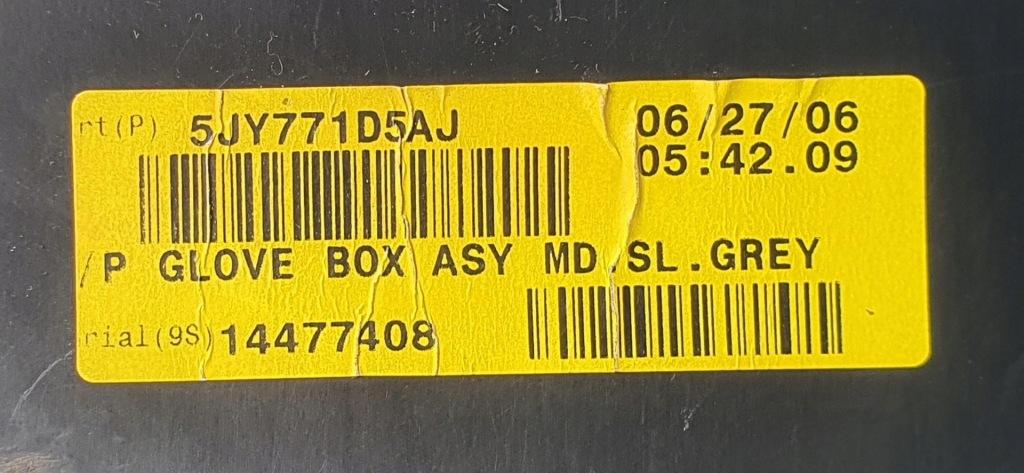 rt(P) 5JY771D5AJ 06/27/06
05:42.09
/P GLOVE BOX ASY MD.SL.GREY
rial(9S) 14477408